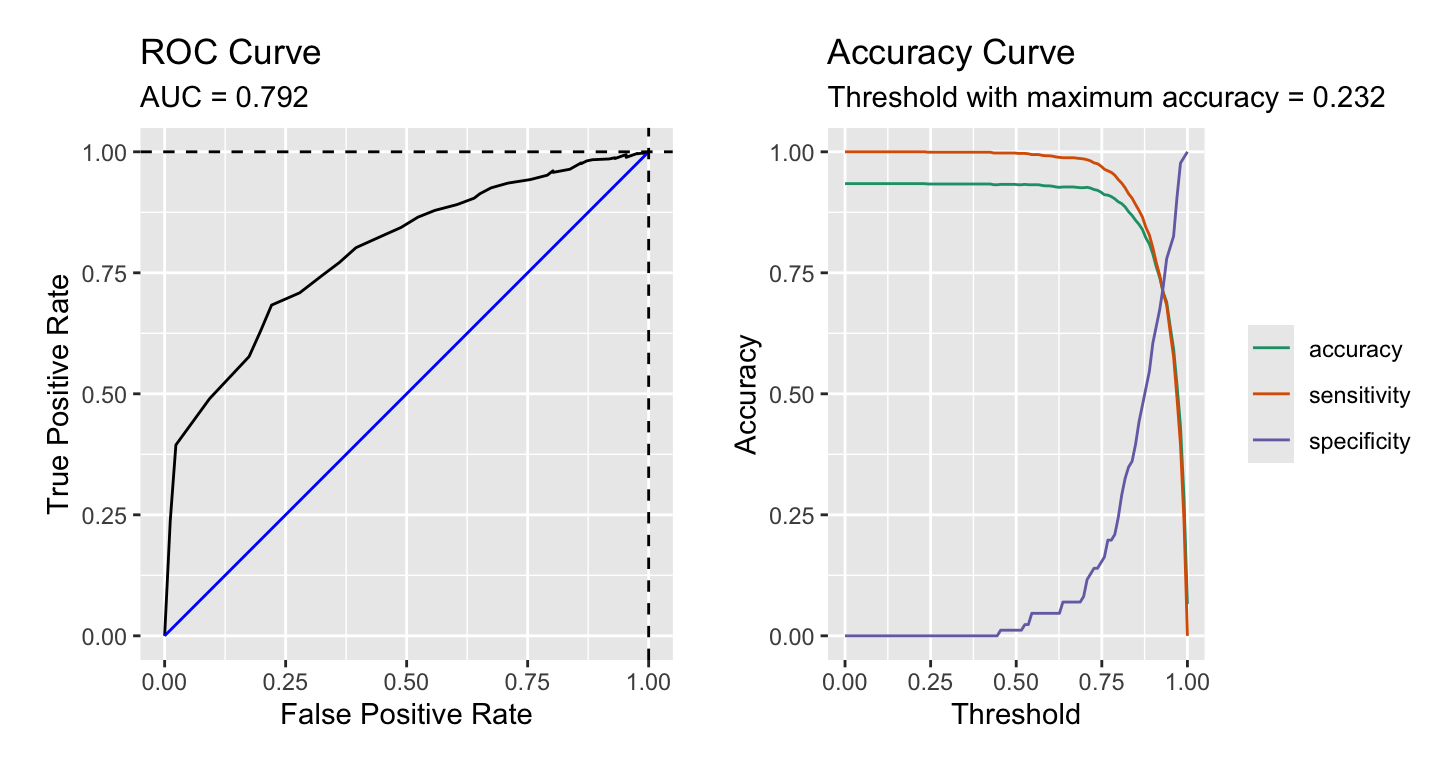 ROC Curve
AUC = 0.792
True Positive Rate
1.00
0.75
0.50
0.25
0.00
0.00 0.25 0.50 0.75 1.00
False Positive Rate
Accuracy Curve
Threshold with maximum accuracy = 0.232
Accuracy
1.00
0.75
0.50
0.25
0.00
0.00 0.25 0.50 0.75 1.00
Threshold
accuracy
sensitivity
specificity